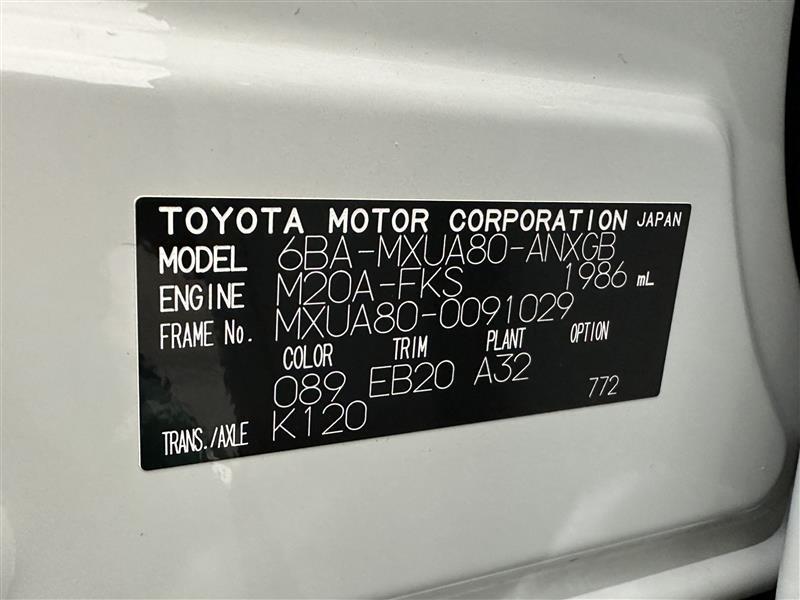 TOYOTA MOTOR CORPORATION JAPAN
MODEL 6BA-MXUA80-ANXGB
ENGINE M20A-FKS 1986 mL
FRAME No. MXUA80-0091029
COLOR TRIM PLANT OPTION
089 EB20 A32 772
TRANS./AXLE K120